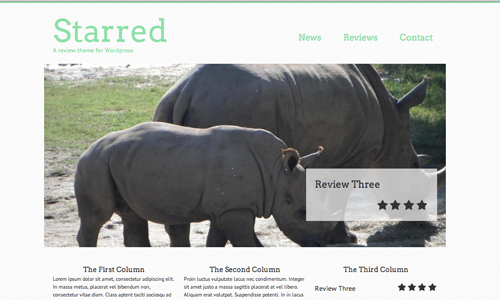 Starred
A review theme for Wordpress
News Reviews Contact
Review Three
The First Column
Lorem ipsum dolor sit amet, consectetur adipiscing elit.
In massa metus, placerat vel bibendum non,
consectetur vitae diam. Class aptent taciti sociosqu ad
The Second Column
Proin luctus vulputate lacus nec condimentum. Integer
sit amet justo a massa sagittis placerat at vel libero.
Aliquam erat volutpat. Suspendisse potenti. In in lacus
The Third Column
Review Three